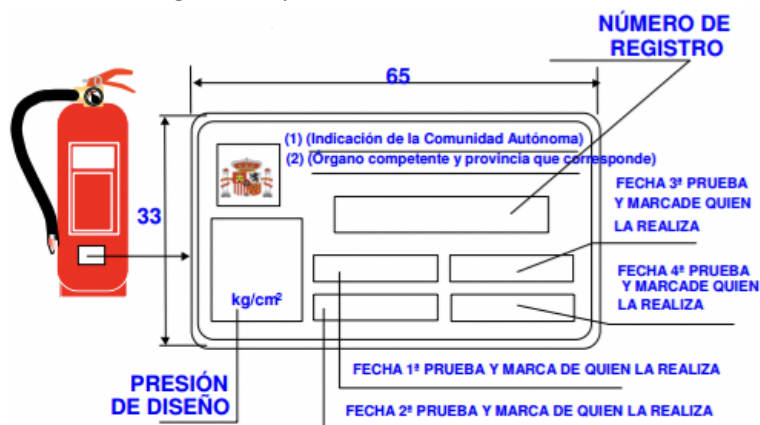 NÚMERO DE
REGISTRO
65
(1) (Indicación de la Comunidad Autónoma)
(2) (Órgano competente y provincia que corresponde)
FECHA 3ª PRUEBA
Y MARCADE QUIEN
LA REALIZA
33
FECHA 4ª PRUEBA
Y MARCADE QUIEN
LA REALIZA
kg/cm²
FECHA 1ª PRUEBA Y MARCA DE QUIEN LA REALIZA
PRESIÓN
DE DISEÑO
FECHA 2ª PRUEBA Y MARCA DE QUIEN LA REALIZA